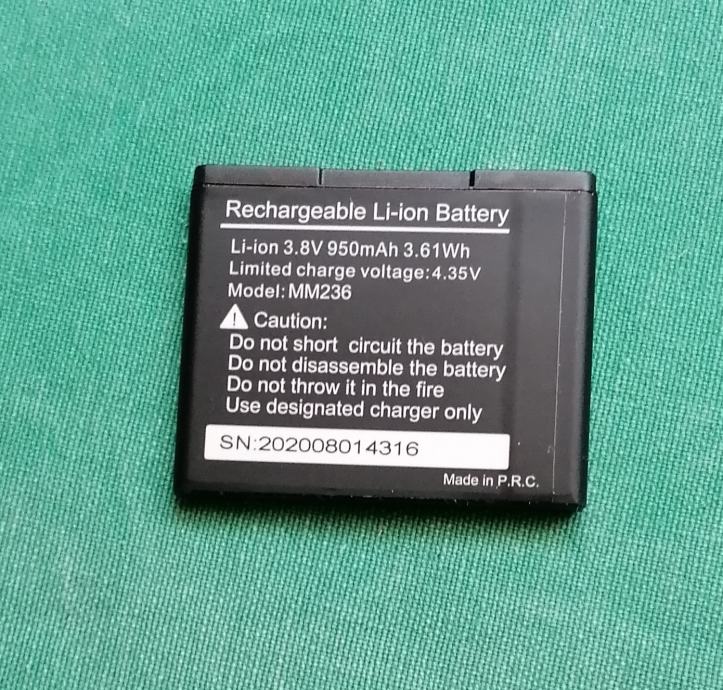 Rechargeable Li-ion Battery
Li-ion 3.8V 950mAh 3.61Wh
Limited charge voltage:4.35V
Model:MM236
Caution:
Do not short circuit the battery
Do not disassemble the battery
Do not throw it in the fire
Use designated charger only
SN:202008014316
Made in P.R.C.